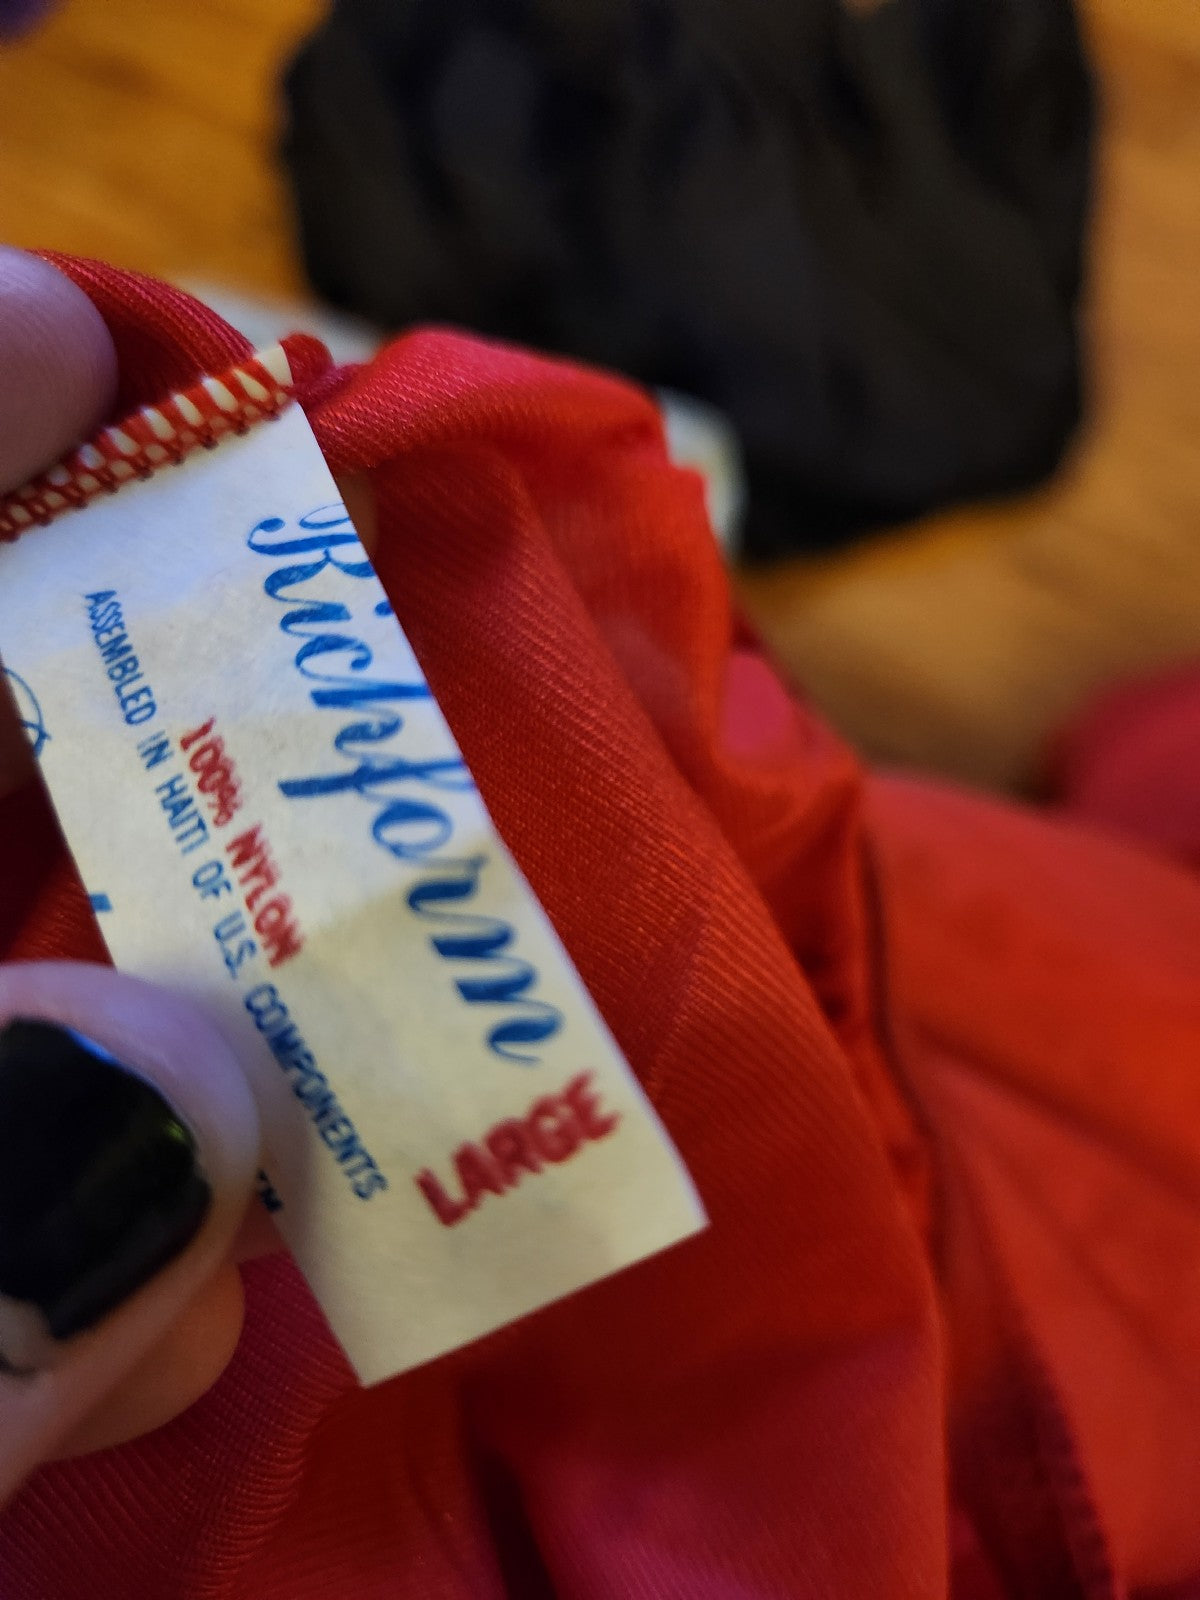 Richform
100% NYLON
ASSEMBLED IN HAITI OF U.S. COMPONENTS
LARGE